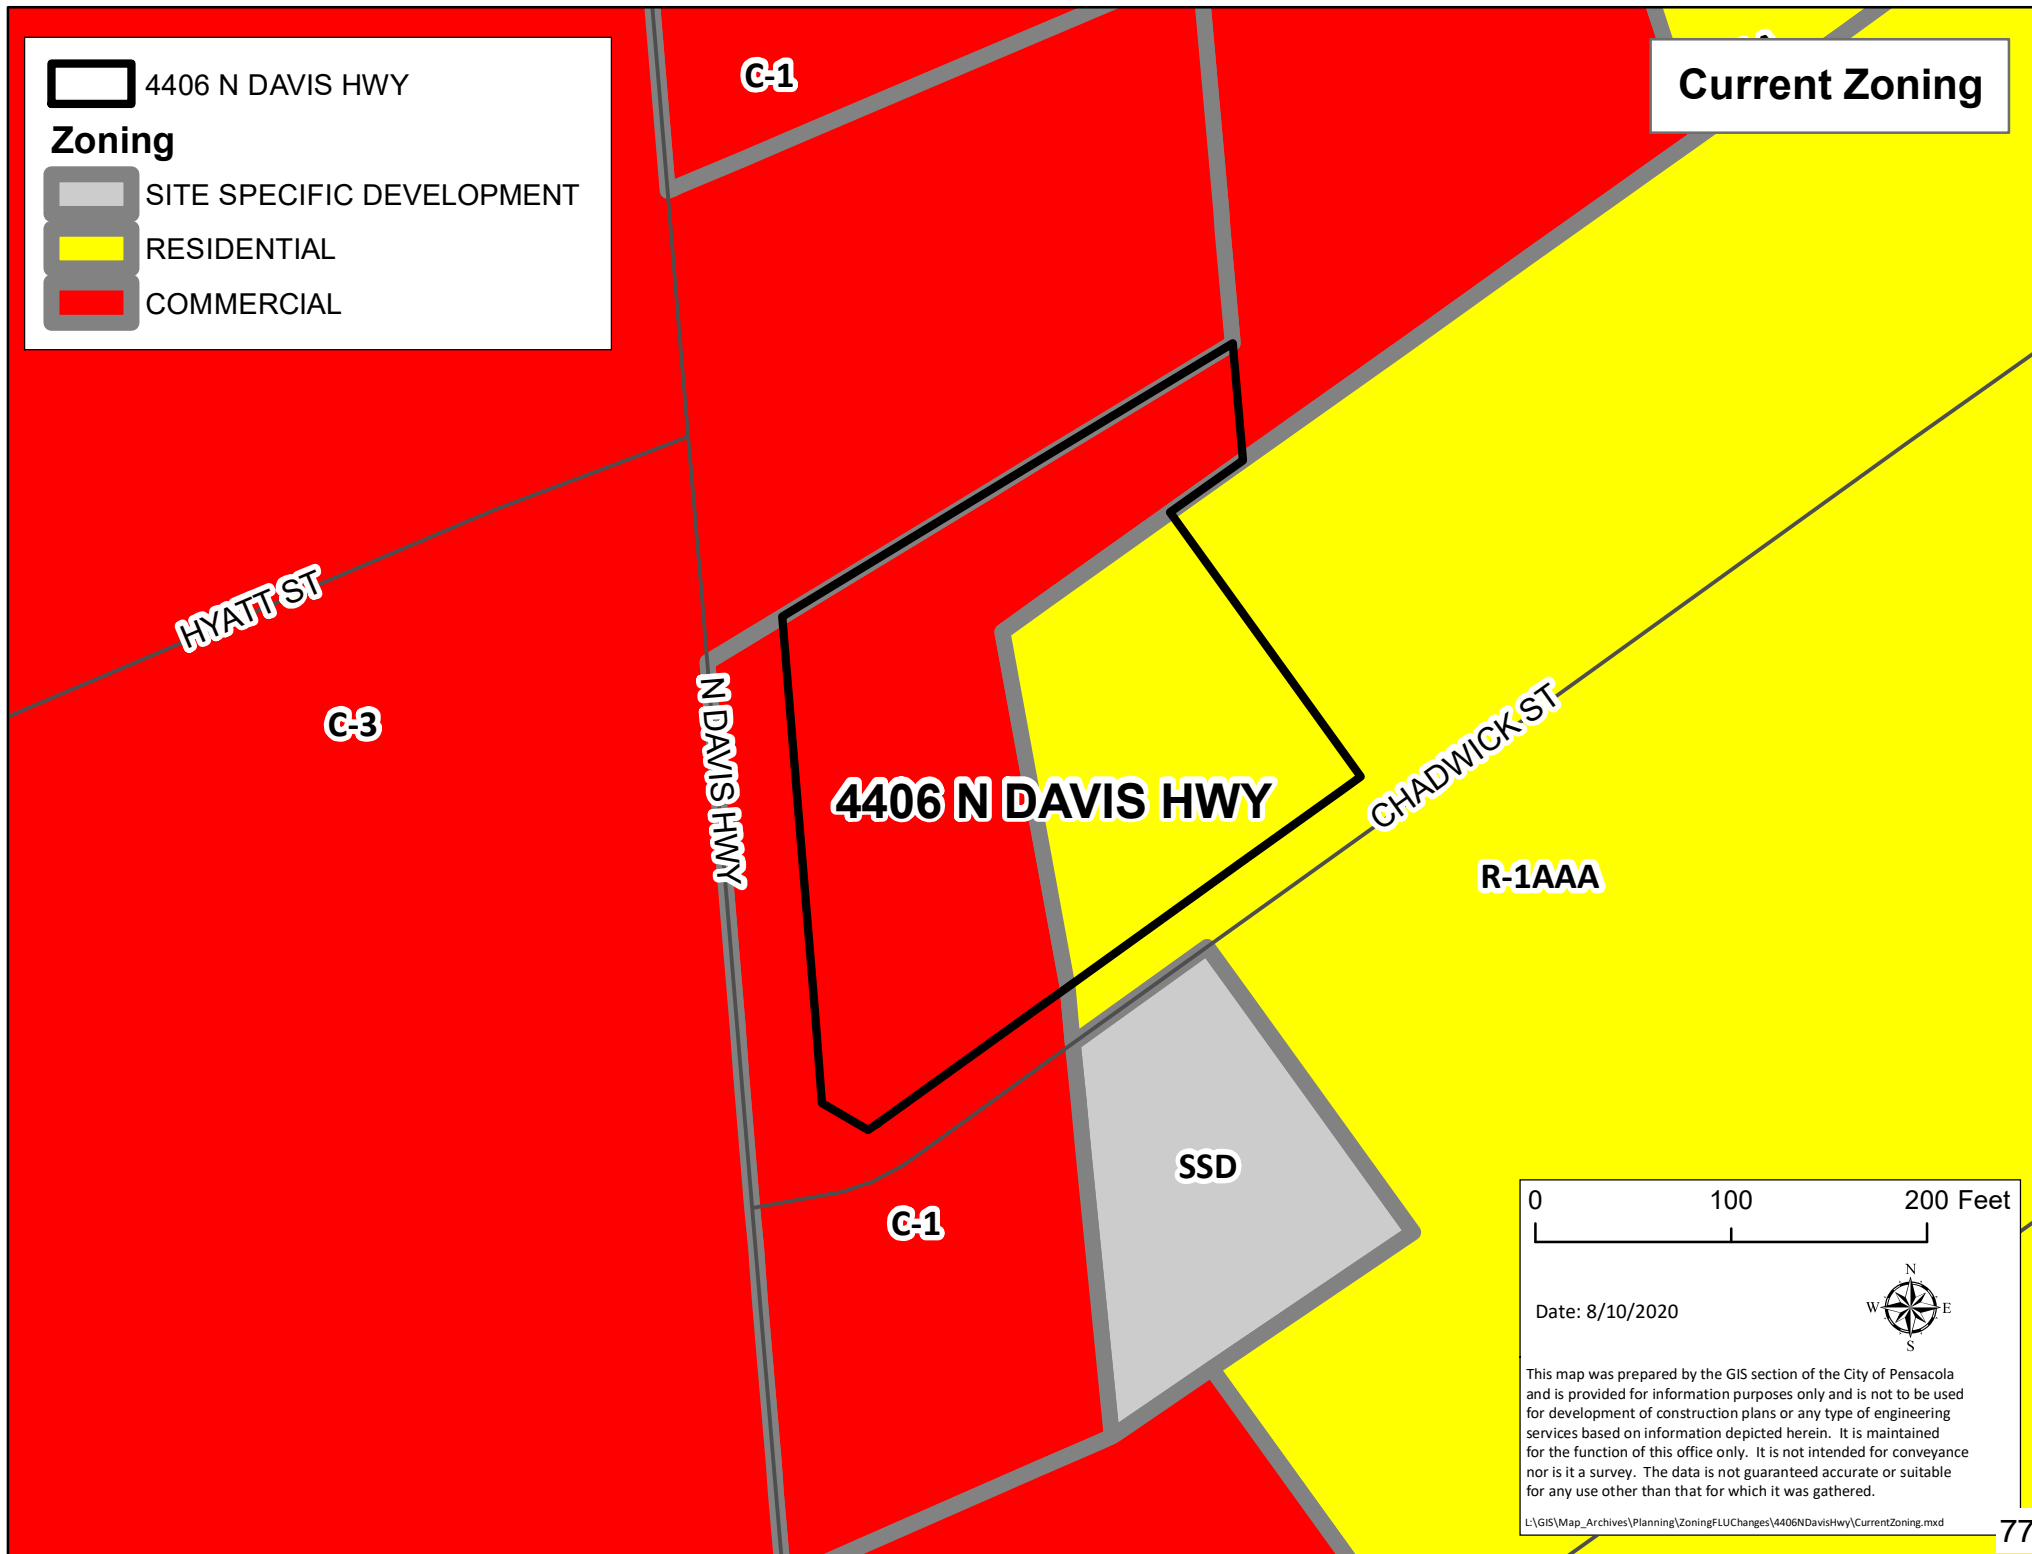 4406 N DAVIS HWY
Zoning
SITE SPECIFIC DEVELOPMENT
RESIDENTIAL
COMMERCIAL
C-1
Current Zoning
HYATT ST
C-3
N DAVIS HWY
4406 N DAVIS HWY
CHADWICK ST
R-1AAA
SSD
C-1
0 100 200 Feet
N
W E
S
Date: 8/10/2020
This map was prepared by the GIS section of the City of Pensacola
and is provided for information purposes only and is not to be used
for development of construction plans or any type of engineering
services based on information depicted herein. It is maintained
for the function of this office only. It is not intended for conveyance
nor is it a survey. The data is not guaranteed accurate or suitable
for any use other than that for which it was gathered.
L:\GIS\Map_Archives\Planning\ZoningFLUChanges\4406NDavisHwy\CurrentZoning.mxd
77